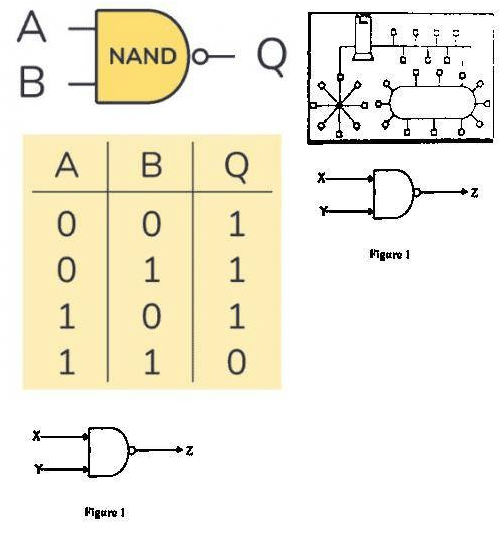 A
NAND
Q
B
A B Q
0 0 1
0 1 1
1 0 1
1 1 0
X
Y
Z
Figure 1
X
Y
Z
Figure 1